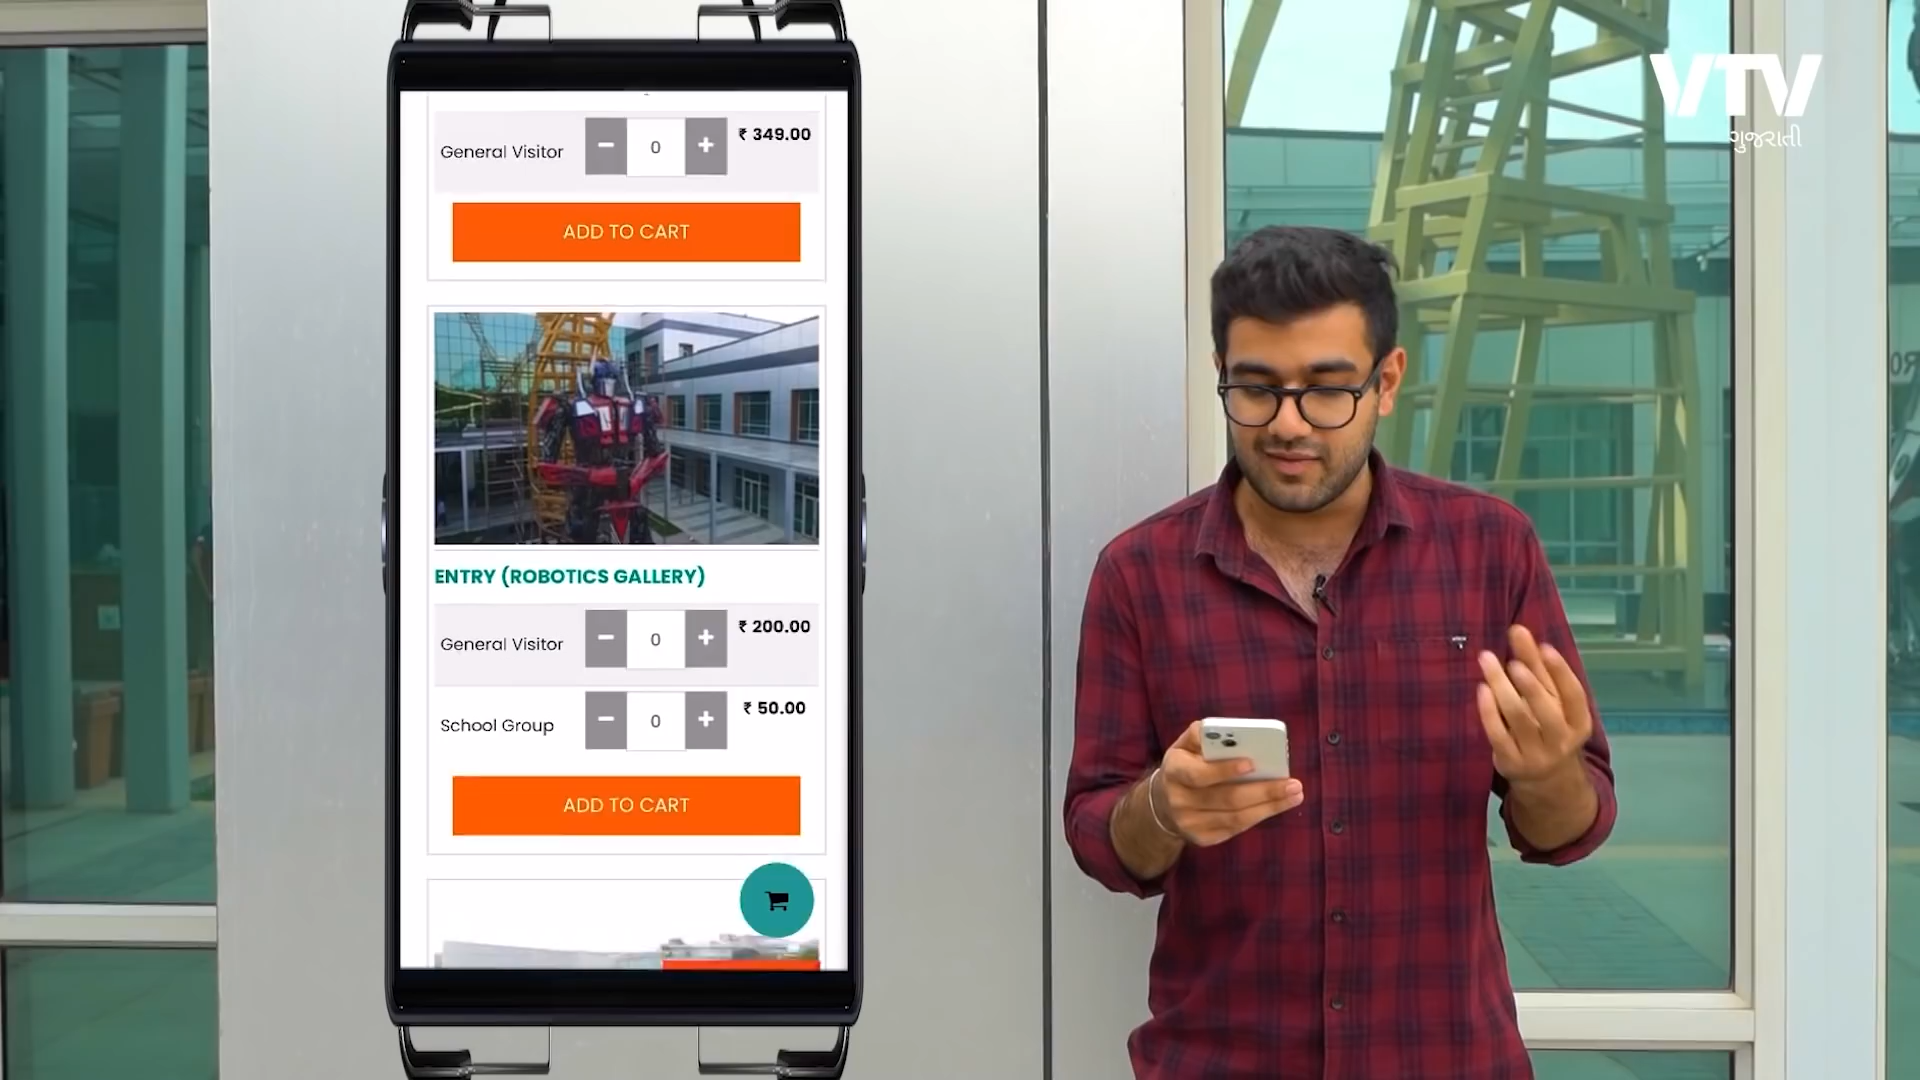 General Visitor
−
0
+
₹ 349.00
ADD TO CART
ENTRY (ROBOTICS GALLERY)
General Visitor
−
0
+
₹ 200.00
School Group
−
0
+
₹ 50.00
ADD TO CART
VTV
ગુજરાતી